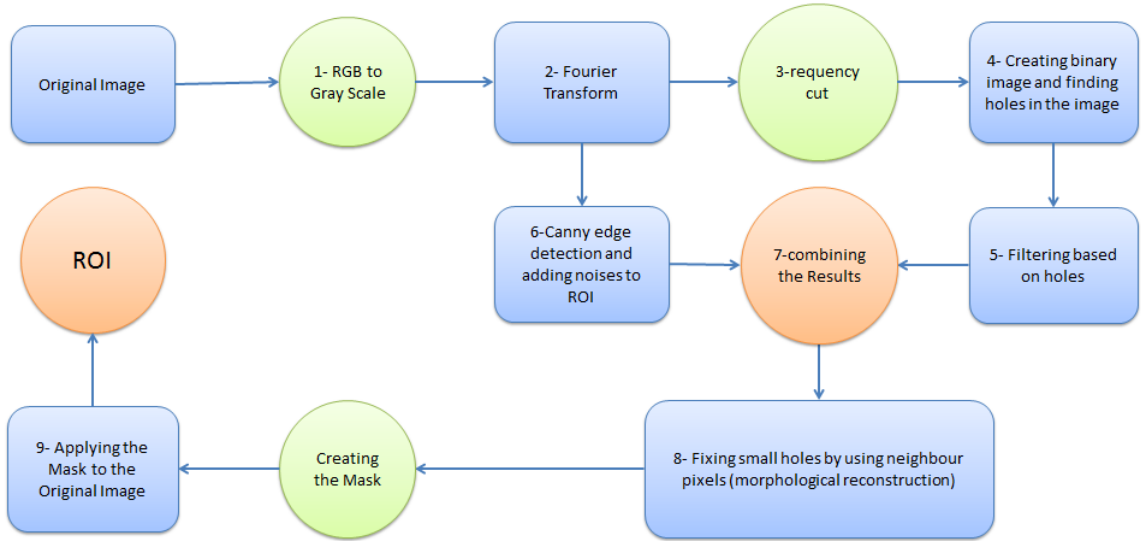 Original Image
1- RGB to
Gray Scale
2- Fourier
Transform
3-requency
cut
4- Creating binary
image and finding
holes in the image
ROI
6-Canny edge
detection and
adding noises to
ROI
7-combining
the Results
5- Filtering based
on holes
9- Applying the
Mask to the
Original Image
Creating
the Mask
8- Fixing small holes by using neighbour
pixels (morphological reconstruction)